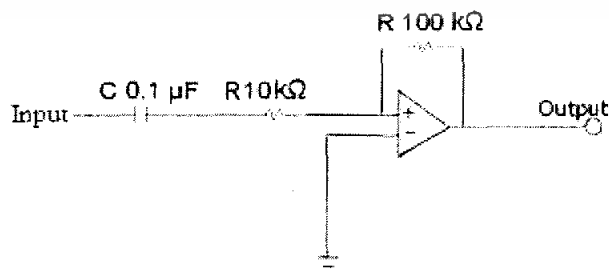 R 100 kΩ
C 0.1 µF R10kΩ
Input
+
−
Output